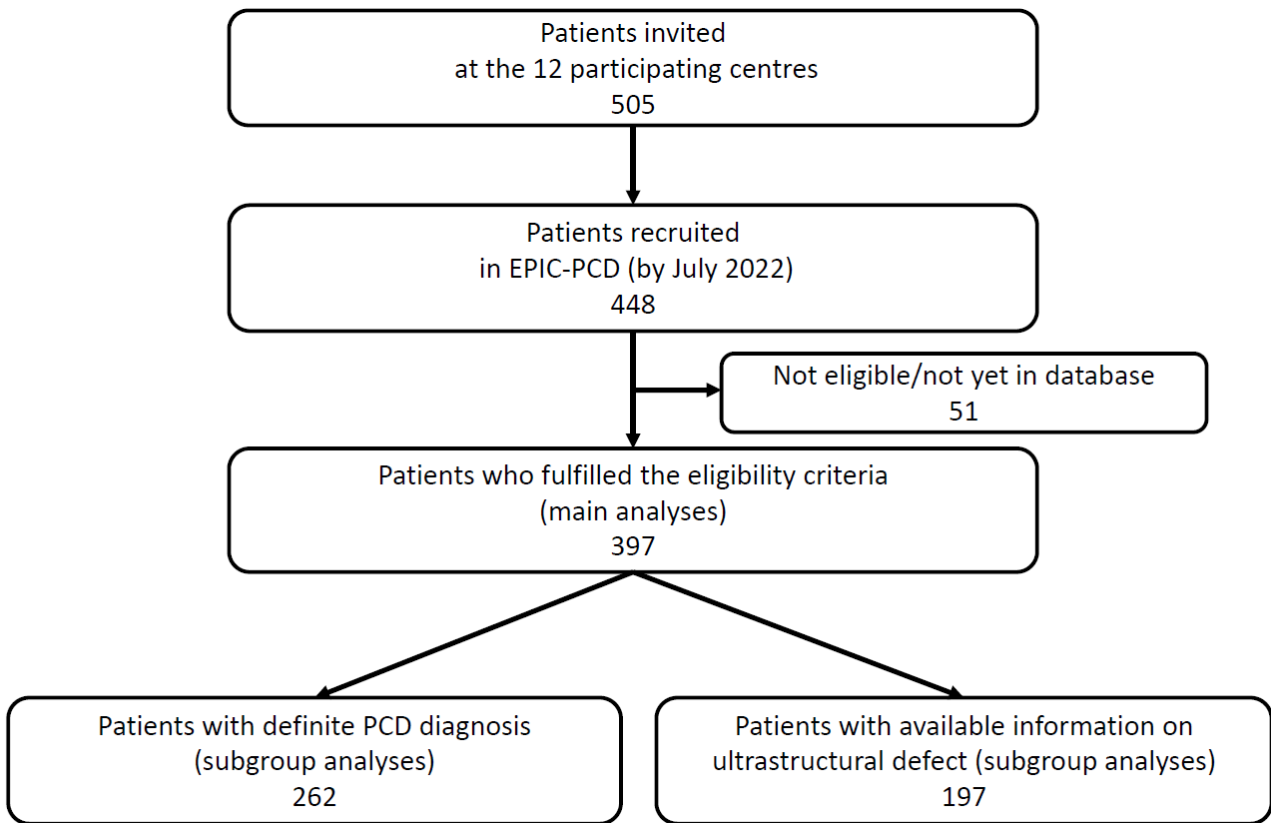 Patients invited
at the 12 participating centres
505
Patients recruited
in EPIC-PCD (by July 2022)
448
Not eligible/not yet in database
51
Patients who fulfilled the eligibility criteria
(main analyses)
397
Patients with definite PCD diagnosis
(subgroup analyses)
262
Patients with available information on
ultrastructural defect (subgroup analyses)
197